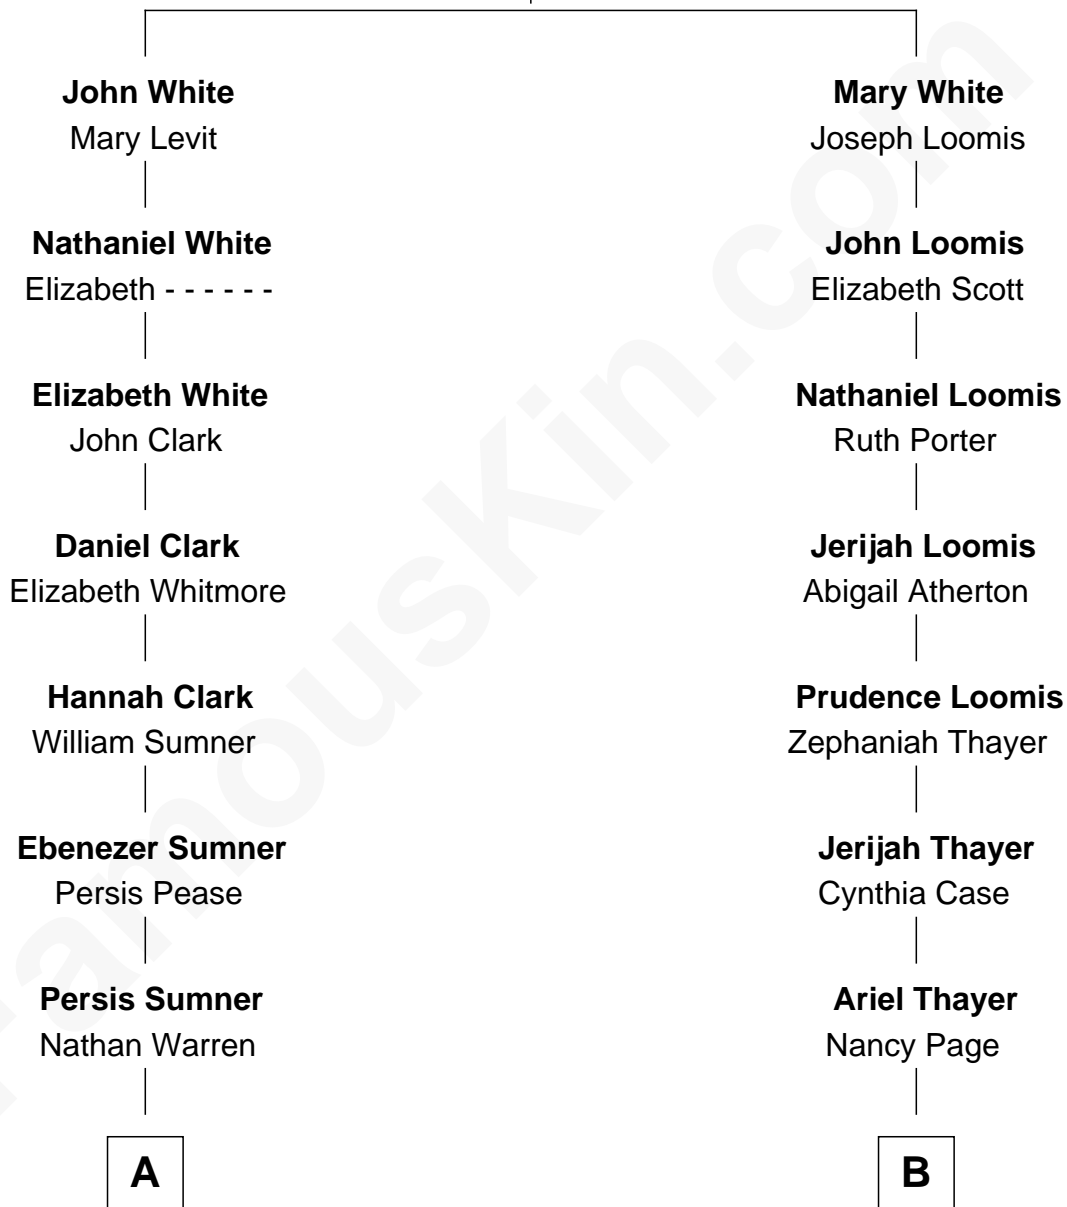 John White
Mary Levit
Nathaniel White
Elizabeth - - - - - -
Elizabeth White
John Clark
Daniel Clark
Elizabeth Whitmore
Hannah Clark
William Sumner
Ebenezer Sumner
Persis Pease
Persis Sumner
Nathan Warren
A
Mary White
Joseph Loomis
John Loomis
Elizabeth Scott
Nathaniel Loomis
Ruth Porter
Jerijah Loomis
Abigail Atherton
Prudence Loomis
Zephaniah Thayer
Jerijah Thayer
Cynthia Case
Ariel Thayer
Nancy Page
B
FamousKin.com